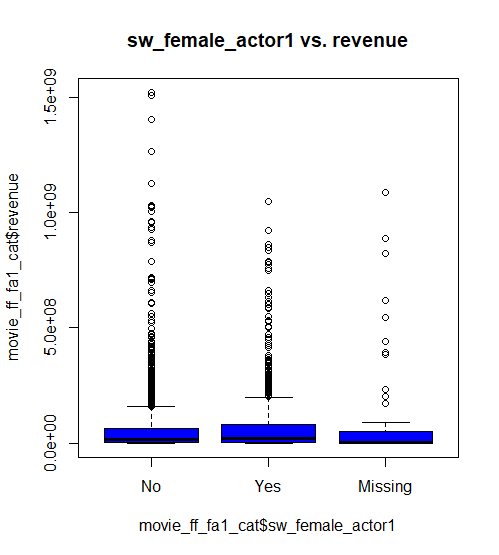 sw_female_actor1 vs. revenue
movie_ff_fa1_cat$revenue
1.5e+09
1.0e+09
5.0e+08
0.0e+00
No Yes Missing
movie_ff_fa1_cat$sw_female_actor1